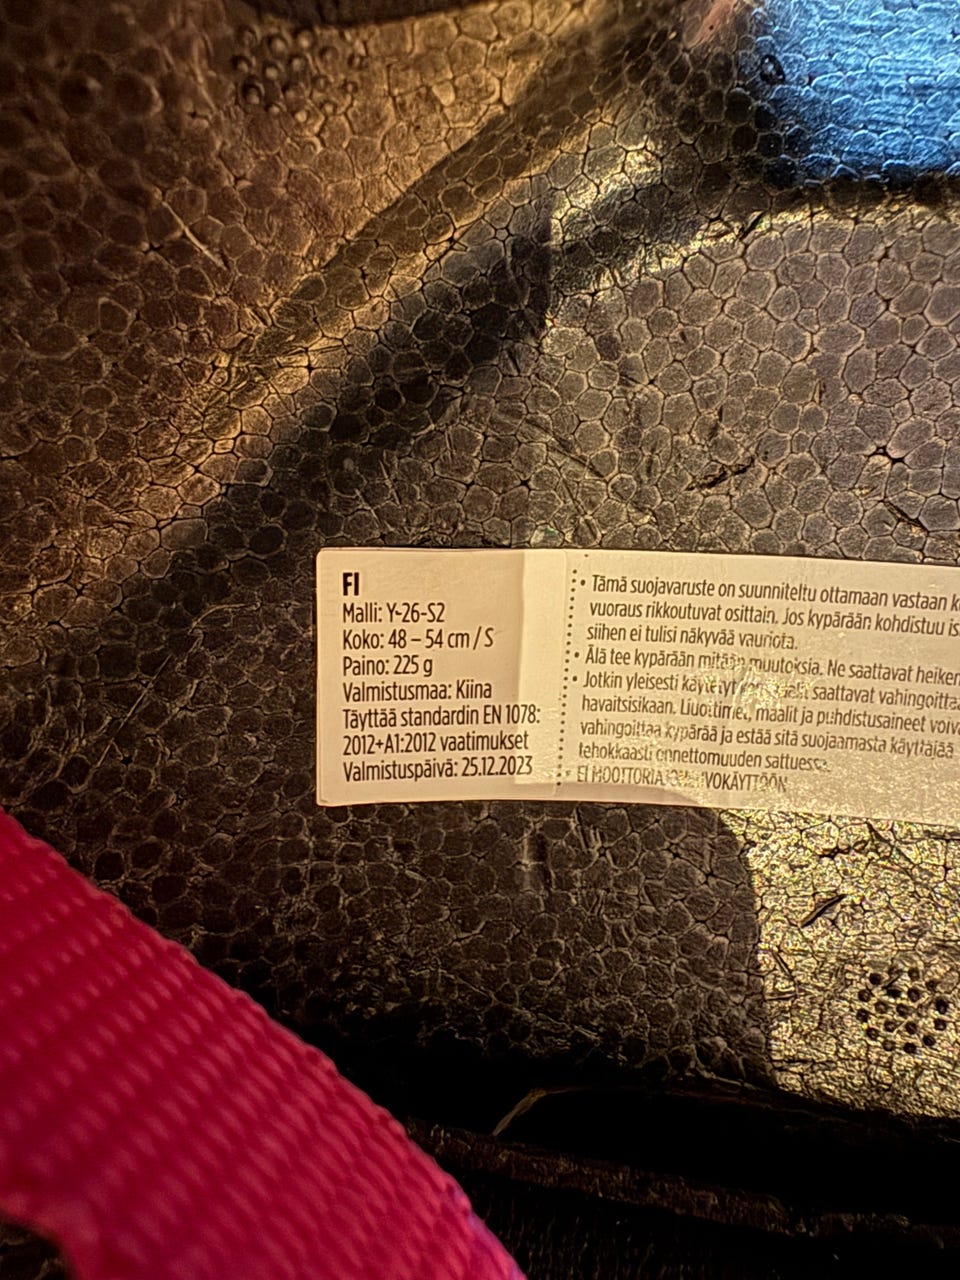 FI
Malli: Y-26-S2
Koko: 48 – 54 cm / S
Paino: 225 g
Valmistusmaa: Kiina
Täyttää standardin EN 1078:
2012+A1:2012 vaatimukset
Valmistuspäivä: 25.12.2023
• Tämä suojavaruste on suunniteltu ottamaan vastaan
vuoraus rikkoutuvat osittain. Jos kypärään kohdistuu
siihen ei tulisi näkyvää vauriota.
• Älä tee kypärään mitään muutoksia. Ne saattavat
• Jotkin yleisesti käytetyt saattavat
havaitsisikaan. Liuottimet, maalit ja puhdistusaineet
vahingoittaa kypärää ja estää sitä suojaamasta käyttäjää
tehokkaasti onnettomuuden sattuessa.
• EI